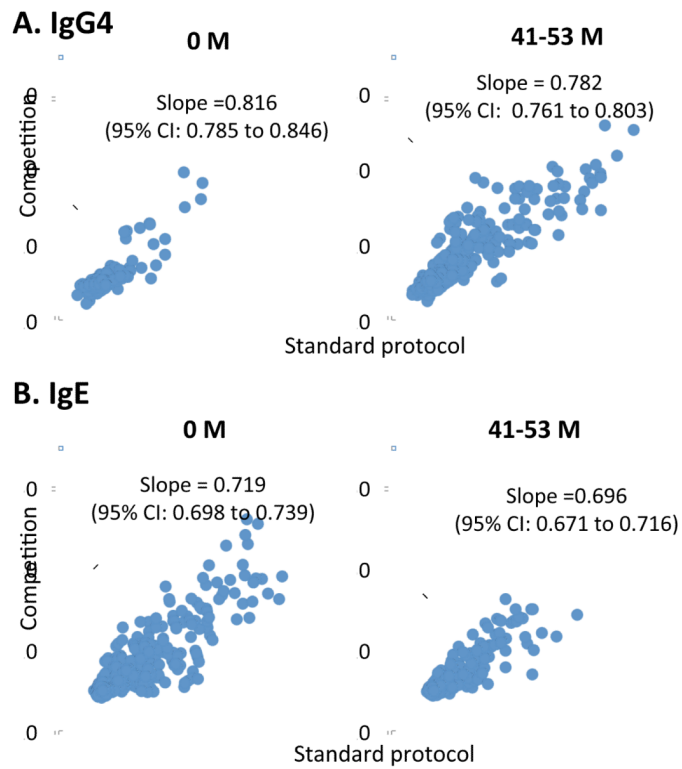 A. IgG4
0 M
41-53 M
Slope =0.816
(95% CI: 0.785 to 0.846)
Slope = 0.782
(95% CI: 0.761 to 0.803)
Competition
0
0
0
0
0
0
0
Standard protocol
B. IgE
0 M
41-53 M
Slope = 0.719
(95% CI: 0.698 to 0.739)
Slope =0.696
(95% CI: 0.671 to 0.716)
Competition
0
0
0
0
0
0
0
Standard protocol